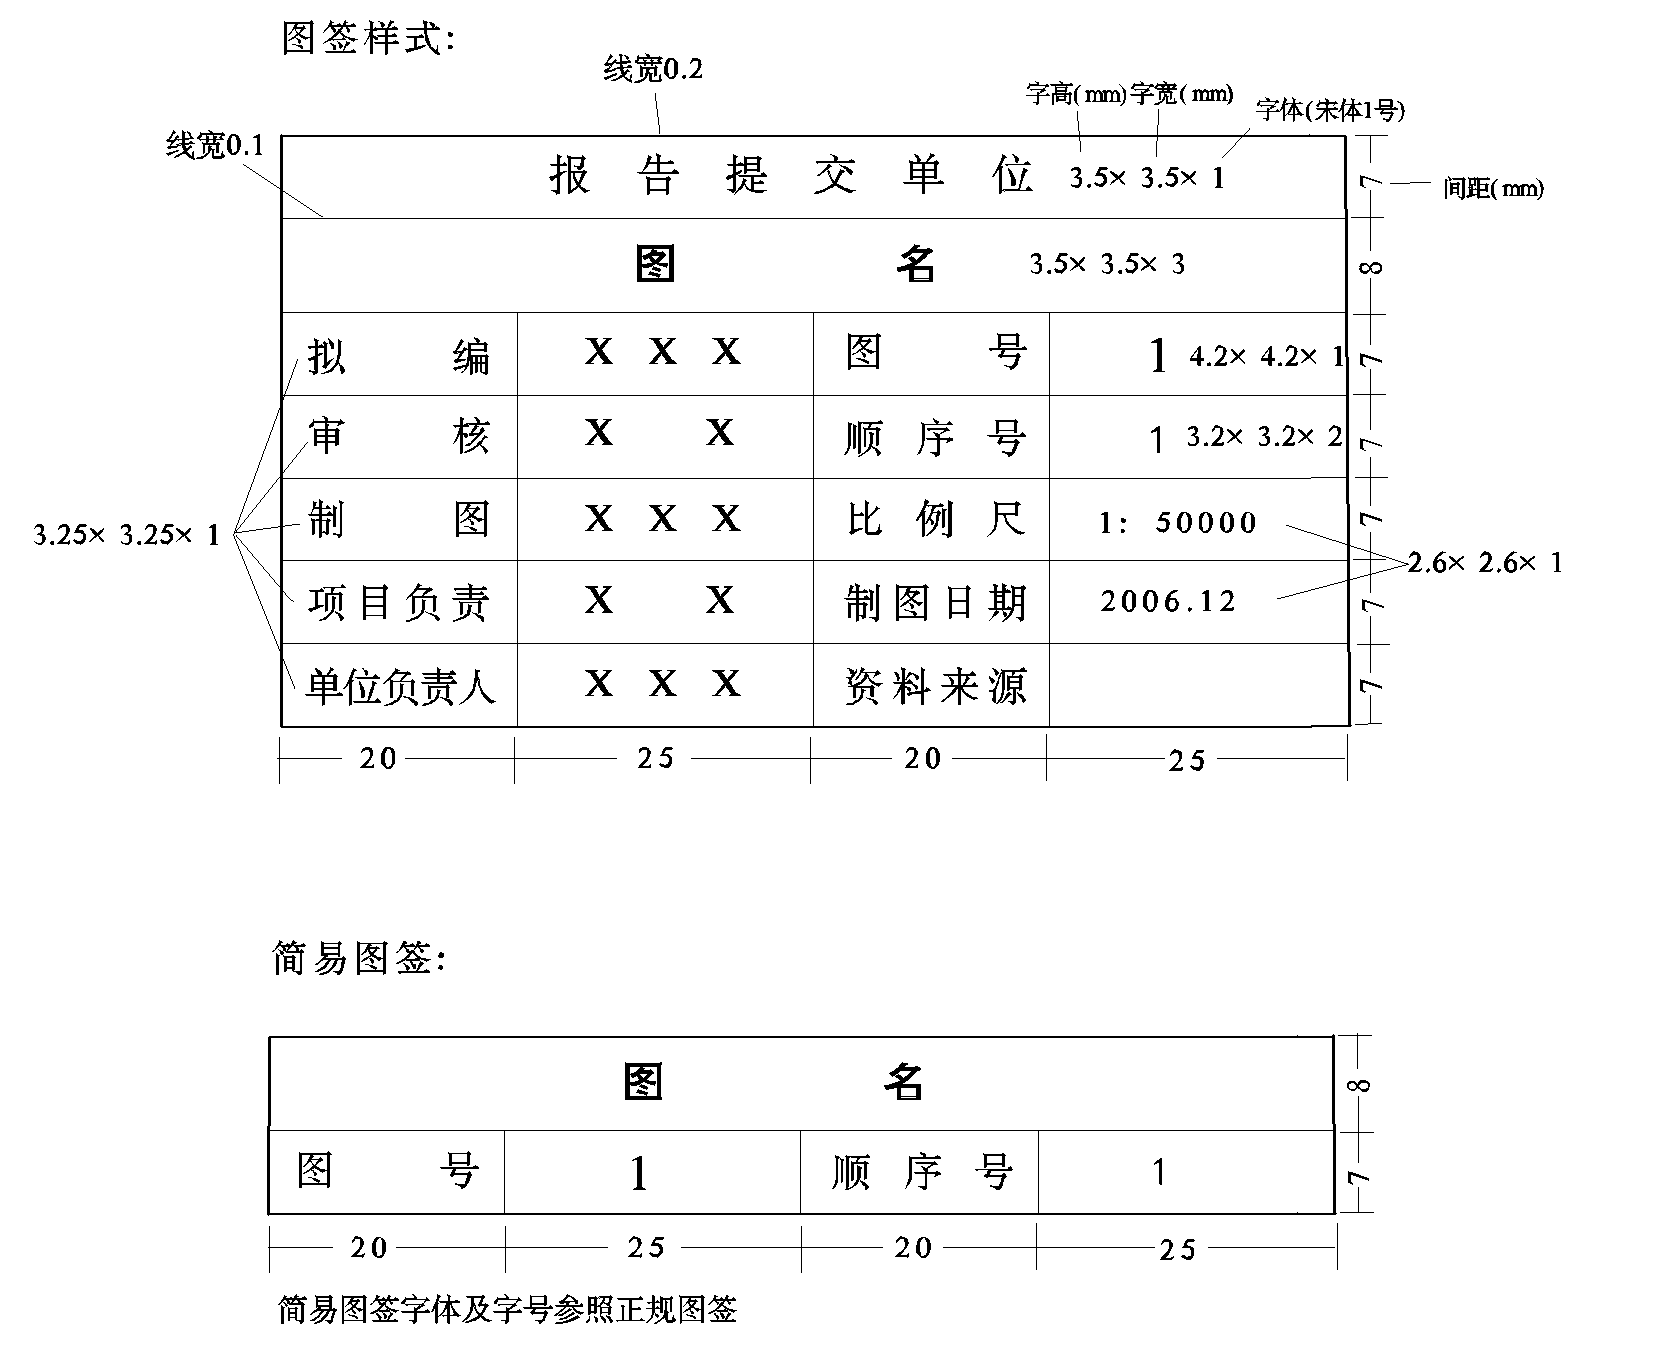 图签样式:
线宽0.2
字高(mm) 字宽(mm)
字体(宋体1号)
线宽0.1
报告提交单位 3.5× 3.5× 1
7 间距(mm)
图名 3.5× 3.5× 3
8
拟编 X X X 图号 1 4.2× 4.2× 1
7
审核 X X 顺序号 1 3.2× 3.2× 2
7
3.25× 3.25× 1
制图 X X X 比例尺 1: 50000
7
2.6× 2.6× 1
项目负责 X X 制图日期 2006.12
7
单位负责人 X X X 资料来源
7
20 25 20 25
简易图签:
图名
8
图号 1 顺序号 1
7
20 25 20 25
简易图签字体及字号参照正规图签